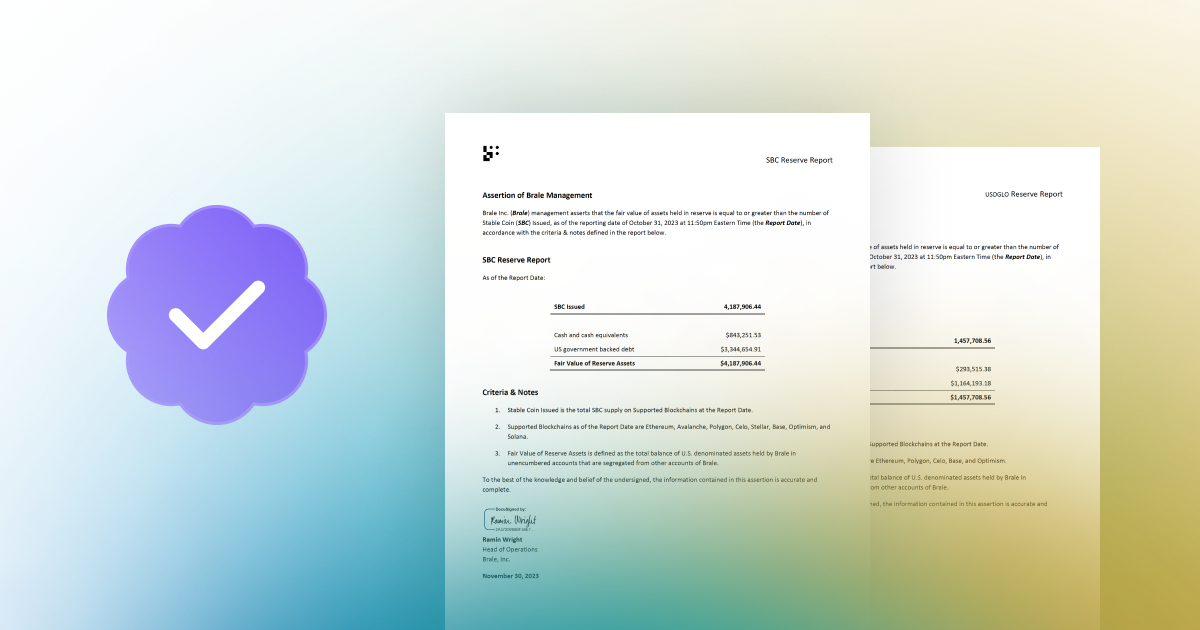 SBC Reserve Report
Assertion of Brale Management
Brale Inc. (Brale) management asserts that the fair value of assets held in reserve is equal to or greater than the number of
Stable Coin (SBC) Issued, as of the reporting date of October 31, 2023 at 11:50pm Eastern Time (the Report Date), in
accordance with the criteria & notes defined in the report below.
SBC Reserve Report
As of the Report Date:
SBC Issued 4,187,906.44
Cash and cash equivalents $843,251.53
US government backed debt $3,344,654.91
Fair Value of Reserve Assets $4,187,906.44
Criteria & Notes
1. Stable Coin Issued is the total SBC supply on Supported Blockchains at the Report Date.
2. Supported Blockchains as of the Report Date are Ethereum, Avalanche, Polygon, Celo, Stellar, Base, Optimism, and
Solana.
3. Fair Value of Reserve Assets is defined as the total balance of U.S. denominated assets held by Brale in
unencumbered accounts that are segregated from other accounts of Brale.
To the best of the knowledge and belief of the undersigned, the information contained in this assertion is accurate and
complete.
DocuSigned by:
Ramin Wright
Ramin Wright
Head of Operations
Brale, Inc.
November 30, 2023
USDGLO Reserve Report
of assets held in reserve is equal to or greater than the number of
October 31, 2023 at 11:50pm Eastern Time (the Report Date), in
rt below.
1,457,708.56
$293,515.38
$1,164,193.18
$1,457,708.56
Supported Blockchains at the Report Date.
e Ethereum, Polygon, Celo, Base, and Optimism.
tal balance of U.S. denominated assets held by Brale in
om other accounts of Brale.
ned, the information contained in this assertion is accurate and